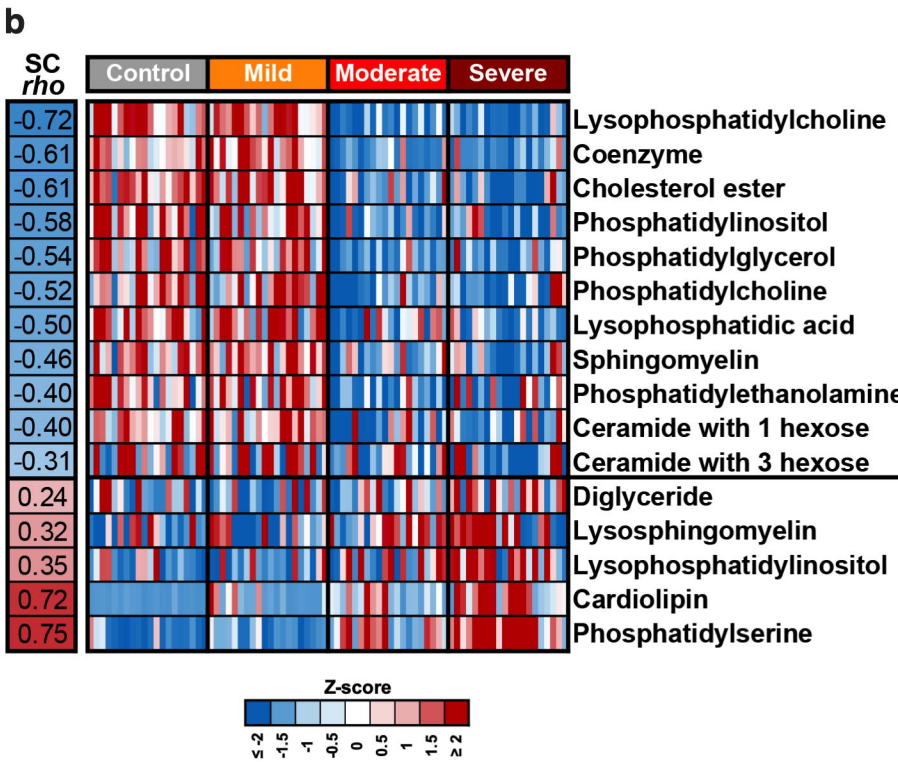 b
SC
rho
Control Mild Moderate Severe
-0.72 Lysophosphatidylcholine
-0.61 Coenzyme
-0.61 Cholesterol ester
-0.58 Phosphatidylinositol
-0.54 Phosphatidylglycerol
-0.52 Phosphatidylcholine
-0.50 Lysophosphatidic acid
-0.46 Sphingomyelin
-0.40 Phosphatidylethanolamine
-0.40 Ceramide with 1 hexose
-0.31 Ceramide with 3 hexose
0.24 Diglyceride
0.32 Lysosphingomyelin
0.35 Lysophosphatidylinositol
0.72 Cardiolipin
0.75 Phosphatidylserine
Z-score
≤ -2 -1.5 -1 -0.5 0 0.5 1 1.5 ≥ 2